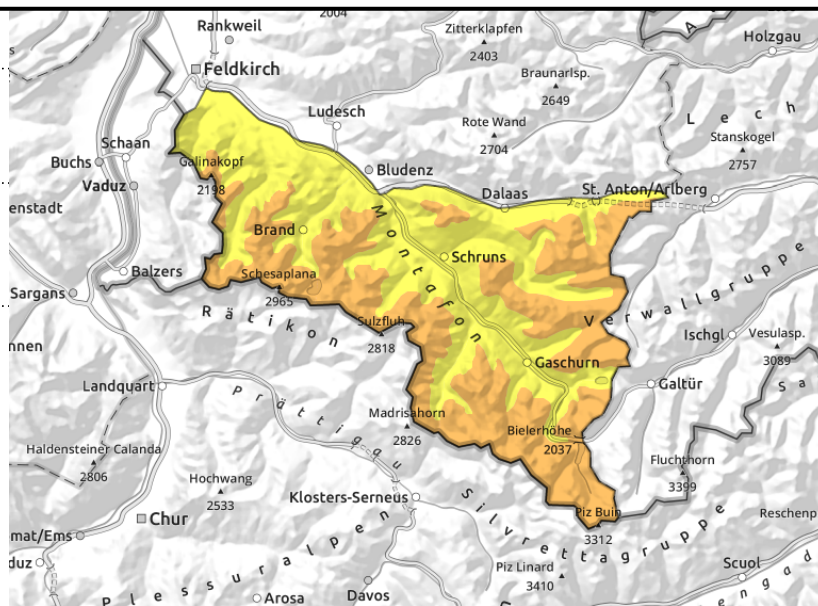 2004
Rankweil
Zitterklapfen
2403
Holzgau
Feldkirch
Braunarlsp.
2649
Ludesch
Lech
Rote Wand
2704
Stanskogel
2757
Schaan
Buchs
Galinakopf
2198
Bludenz
Vaduz
Dalaas
St. Anton/Arlberg
enstadt
Montafon
Brand
Schruns
Balzers
Schesaplana
2965
Sargans
Rätikon
Sulzfluh
2818
Verwallgruppe
Ischgl
Vesulasp.
3089
nnen
Gaschurn
Landquart
Galtür
Sa
Prättigau
Madrisahorn
2826
Bielerhöhe
2037
Haldensteiner Calanda
2806
Hochwang
2533
Fluchthorn
3399
Klosters-Serneus
Silvrettagruppe
Chur
Piz Buin
3312
Reschenp
mat/Ems
duz
Plessuralpen
Piz Linard
3410
Scuol
Arosa
Davos
engad